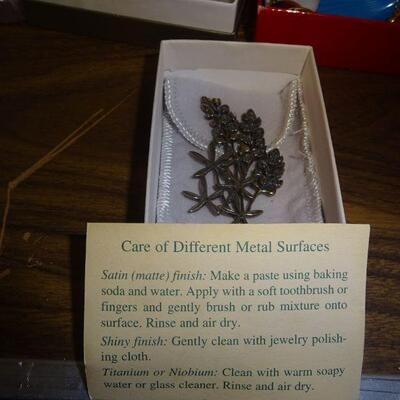 Care of Different Metal Surfaces
Satin (matte) finish: Make a paste using baking
soda and water. Apply with a soft toothbrush or
fingers and gently brush or rub mixture onto
surface. Rinse and air dry.
Shiny finish: Gently clean with jewelry polish-
ing cloth.
Titanium or Niobium: Clean with warm soapy
water or glass cleaner. Rinse and air dry.